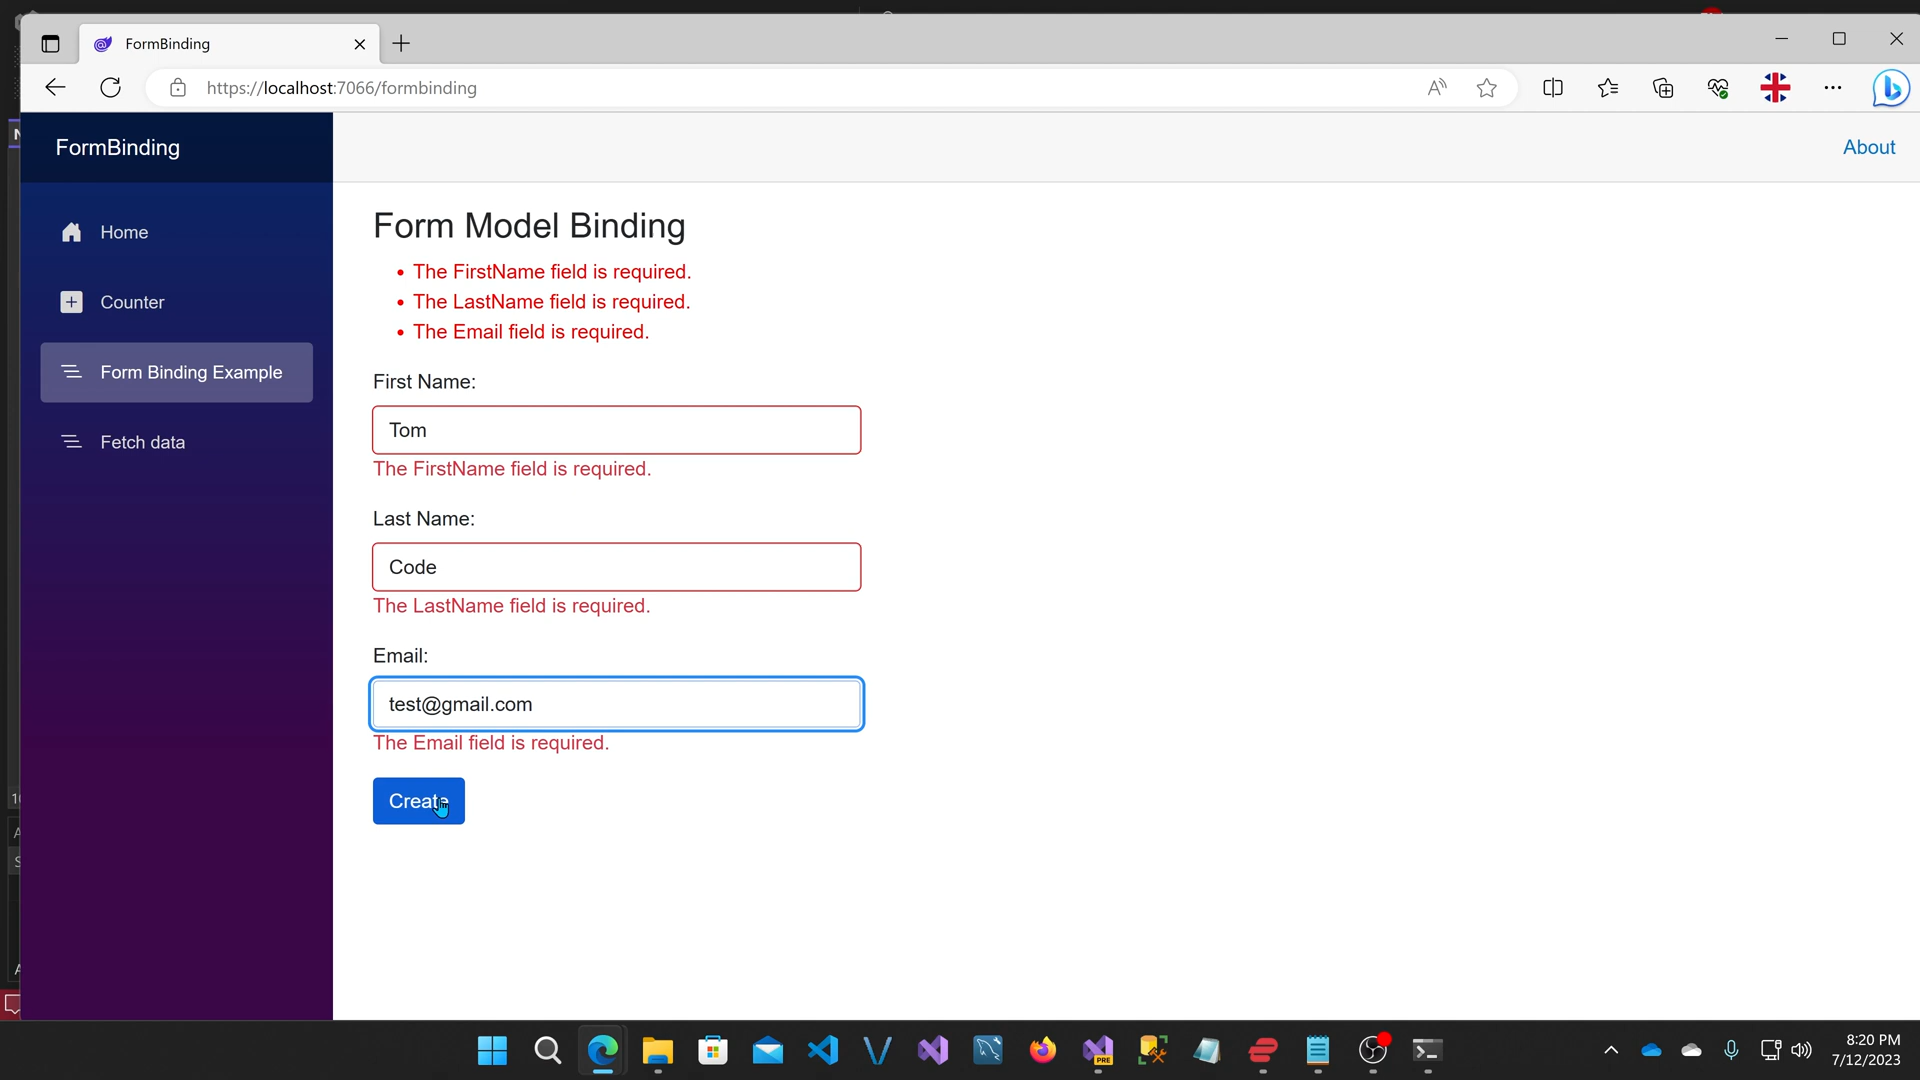 FormBinding
https://localhost:7066/formbinding
FormBinding
About
Home
Counter
Form Binding Example
Fetch data
Form Model Binding
The FirstName field is required.
The LastName field is required.
The Email field is required.
First Name:
Tom
The FirstName field is required.
Last Name:
Code
The LastName field is required.
Email:
test@gmail.com
The Email field is required.
Create
PRE
8:20 PM
7/12/2023